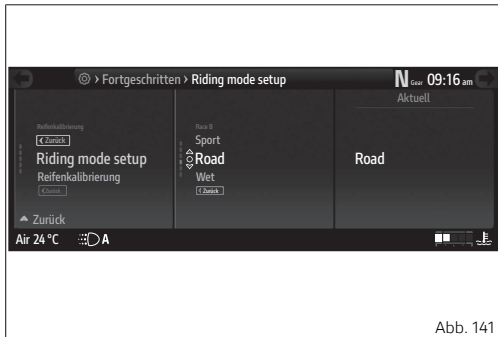 Fortgeschritten › Riding mode setup
N Gear 09:16 am
Reifenkalibrierung
Zurück
Riding mode setup
Reifenkalibrierung
Zurück
Zurück
Race B
Sport
Road
Wet
Zurück
Aktuell
Road
Air 24 °C
A
Abb. 141